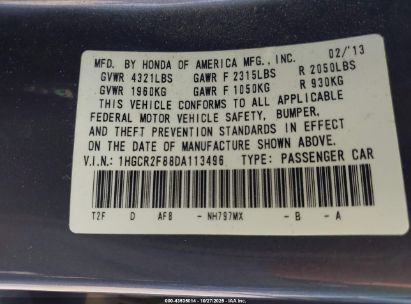 MFD. BY HONDA OF AMERICA MFG., INC. 02/'13
GVWR 4321LBS GAWR F 2315LBS R 2050LBS
GVWR 1960KG GAWR F 1050KG R 930KG
THIS VEHICLE CONFORMS TO ALL APPLICABLE
FEDERAL MOTOR VEHICLE SAFETY, BUMPER,
AND THEFT PREVENTION STANDARDS IN EFFECT
ON THE DATE OF MANUFACTURE SHOWN ABOVE.
V.I.N.: 1HGCR2F88DA113496 TYPE: PASSENGER CAR
T2F D AF8 - NH797MX - B - A